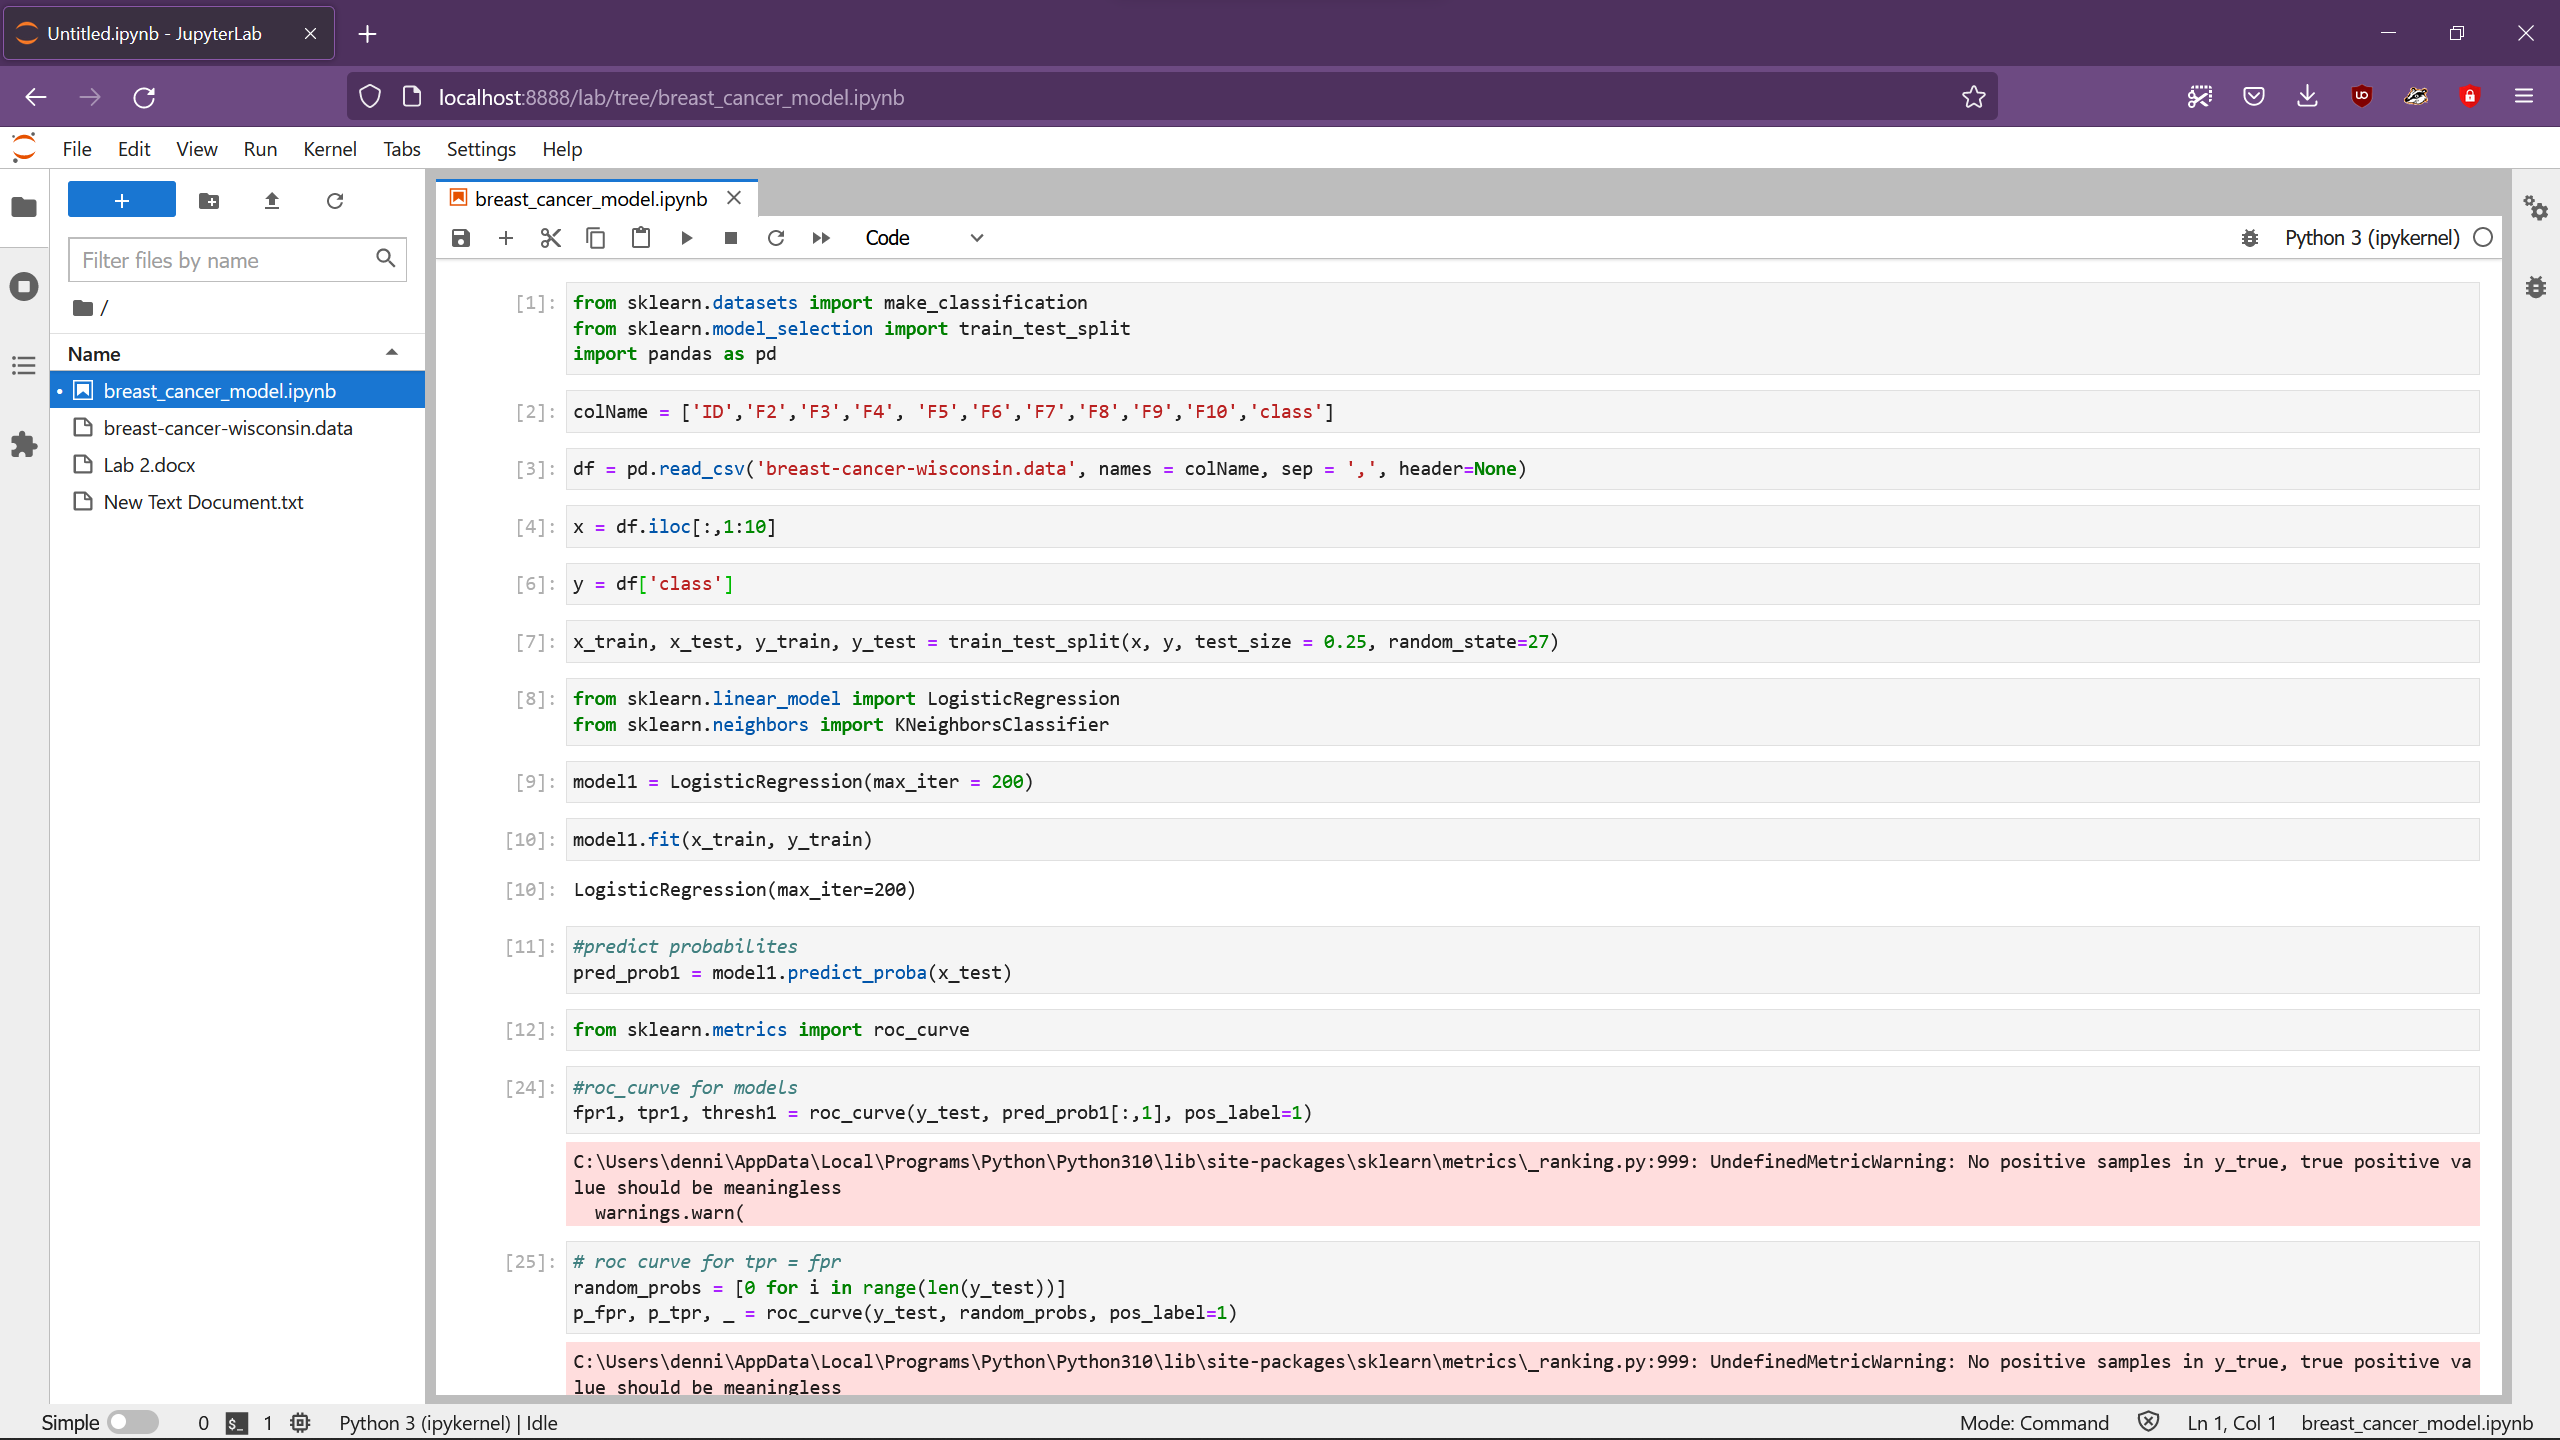 Untitled.ipynb - JupyterLab
localhost:8888/lab/tree/breast_cancer_model.ipynb
File Edit View Run Kernel Tabs Settings Help
Filter files by name
/
Name
breast_cancer_model.ipynb
breast-cancer-wisconsin.data
Lab 2.docx
New Text Document.txt
breast_cancer_model.ipynb
Code
Python 3 (ipykernel)
[1]: from sklearn.datasets import make_classification
from sklearn.model_selection import train_test_split
import pandas as pd
[2]: colName = ['ID','F2','F3','F4', 'F5','F6','F7','F8','F9','F10','class']
[3]: df = pd.read_csv('breast-cancer-wisconsin.data', names = colName, sep = ',', header=None)
[4]: x = df.iloc[:,1:10]
[6]: y = df['class']
[7]: x_train, x_test, y_train, y_test = train_test_split(x, y, test_size = 0.25, random_state=27)
[8]: from sklearn.linear_model import LogisticRegression
from sklearn.neighbors import KNeighborsClassifier
[9]: model1 = LogisticRegression(max_iter = 200)
[10]: model1.fit(x_train, y_train)
[10]: LogisticRegression(max_iter=200)
[11]: #predict probabilites
pred_prob1 = model1.predict_proba(x_test)
[12]: from sklearn.metrics import roc_curve
[24]: #roc_curve for models
fpr1, tpr1, thresh1 = roc_curve(y_test, pred_prob1[:,1], pos_label=1)
C:\Users\denni\AppData\Local\Programs\Python\Python310\lib\site-packages\sklearn\metrics\_ranking.py:999: UndefinedMetricWarning: No positive samples in y_true, true positive va
lue should be meaningless
warnings.warn(
[25]: # roc curve for tpr = fpr
random_probs = [0 for i in range(len(y_test))]
p_fpr, p_tpr, _ = roc_curve(y_test, random_probs, pos_label=1)
C:\Users\denni\AppData\Local\Programs\Python\Python310\lib\site-packages\sklearn\metrics\_ranking.py:999: UndefinedMetricWarning: No positive samples in y_true, true positive va
lue should be meaningless
Simple 0 $_ 1 Python 3 (ipykernel) | Idle
Mode: Command Ln 1, Col 1 breast_cancer_model.ipynb